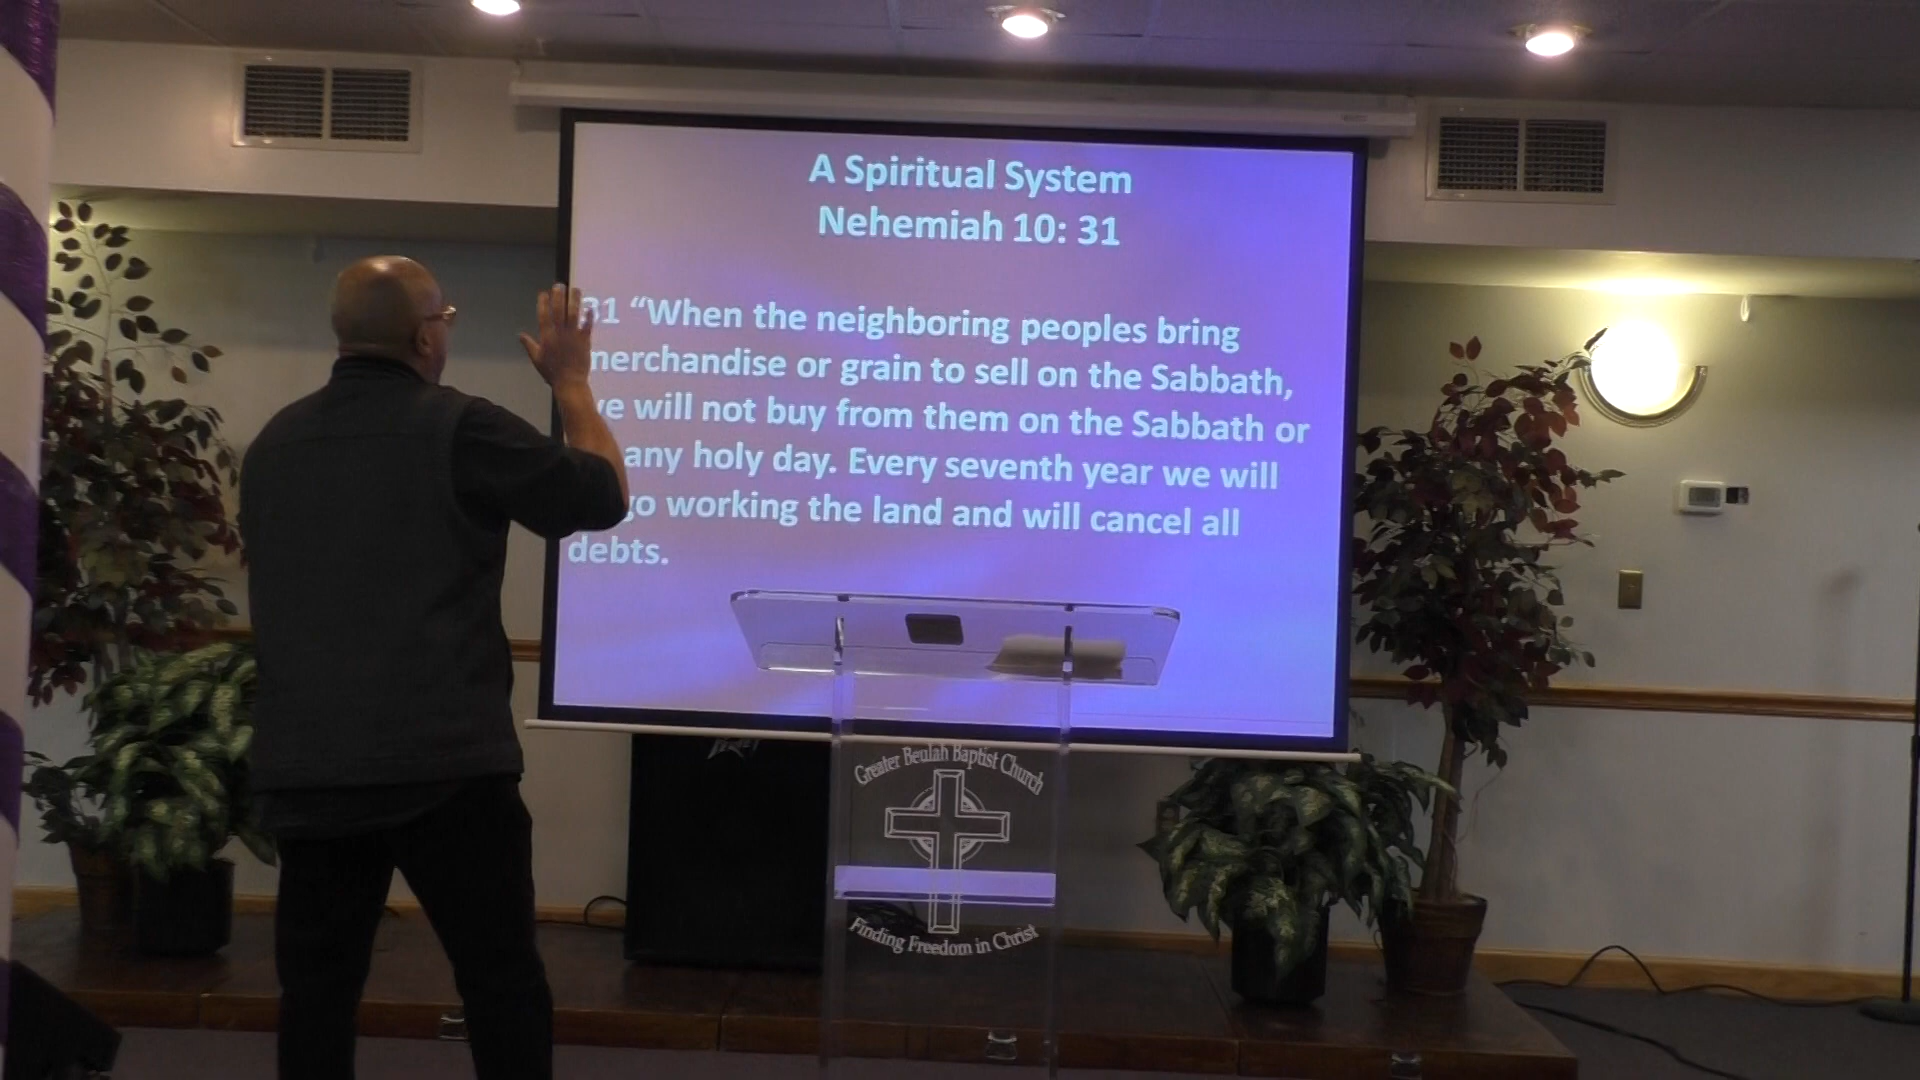 A Spiritual System
Nehemiah 10: 31
31 “When the neighboring peoples bring
merchandise or grain to sell on the Sabbath,
we will not buy from them on the Sabbath or
any holy day. Every seventh year we will
go working the land and will cancel all
debts.
Greater Beulah Baptist Church
Finding Freedom in Christ